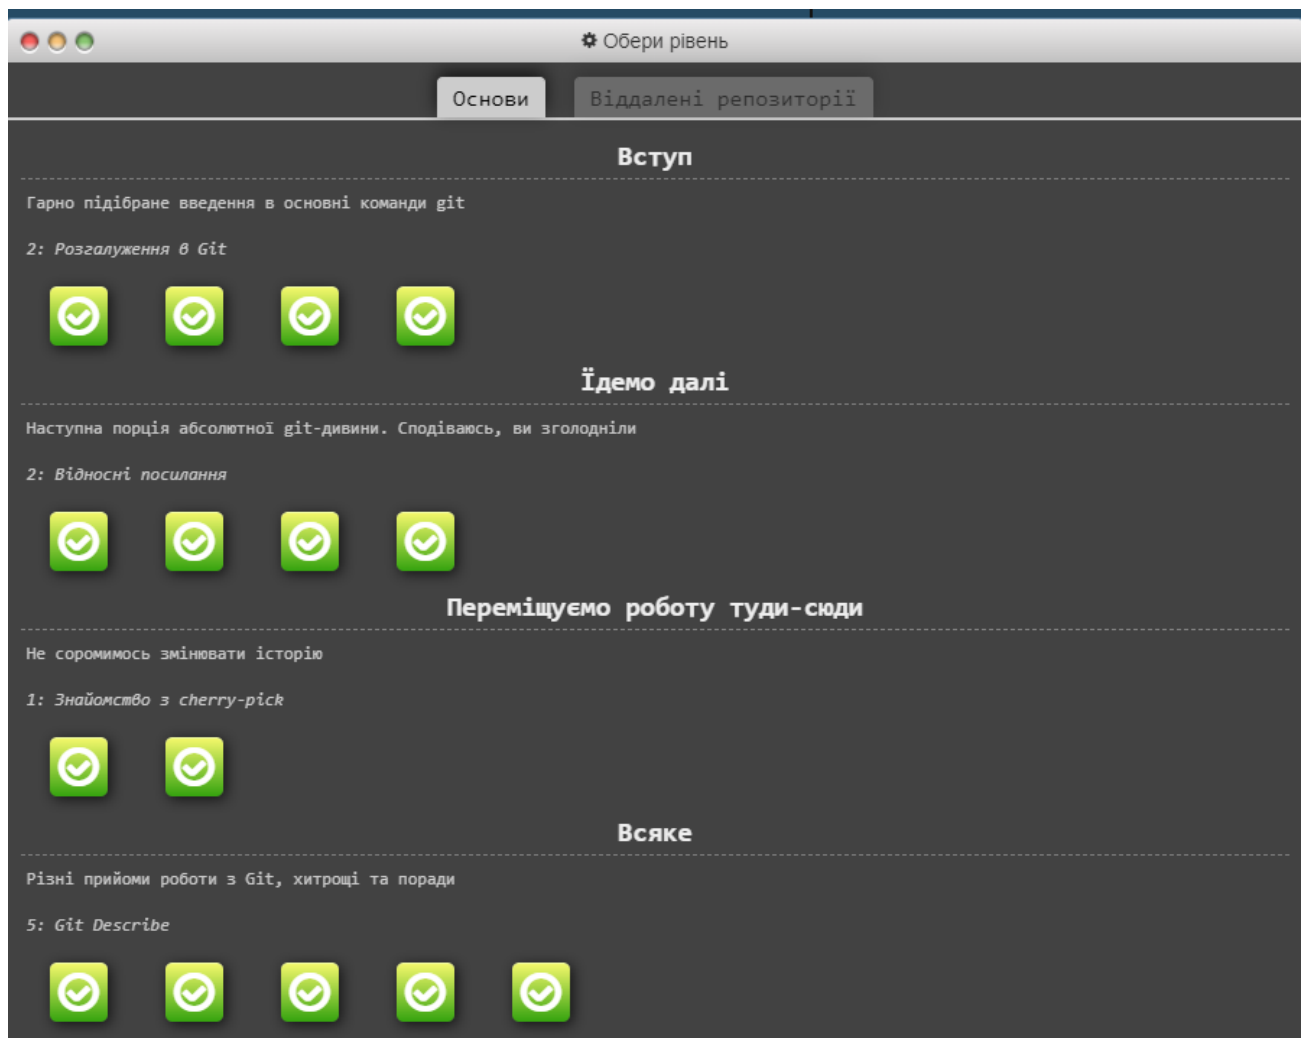 Обери рівень
Основи
Віддалені репозиторії
Вступ
Гарно підібране введення в основні команди git
2: Розгалуження в Git
Їдемо далі
Наступна порція абсолютної git-дивини. Сподіваюсь, ви зголодніли
2: Відносні посилання
Переміщуємо роботу туди-сюди
Не соромимось змінювати історію
1: Знайомство з cherry-pick
Всяке
Різні прийоми роботи з Git, хитрощі та поради
5: Git Describe